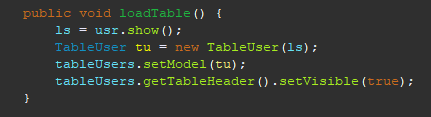 public void loadTable() {
ls = usr.show();
TableUser tu = new TableUser(ls);
tableUsers.setModel(tu);
tableUsers.getTableHeader().setVisible(true);
}